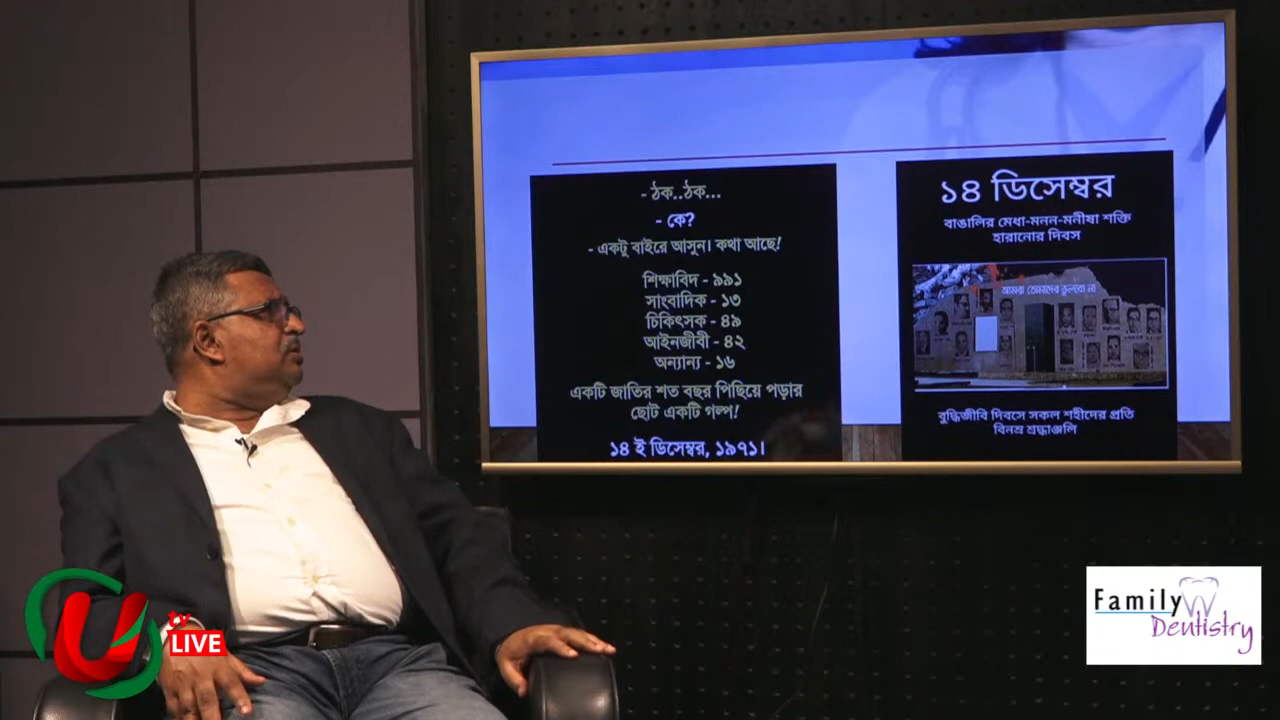 - ঠক..ঠক...
- কে?
- একটু বাইরে আসুন। কথা আছে!
শিক্ষাবিদ - ৯৯১
সাংবাদিক - ১৩
চিকিৎসক - ৪৯
আইনজীবী - ৪২
অন্যান্য - ১৬
একটি জাতির শত বছর পিছিয়ে পড়ার
ছোট একটি গল্প!
১৪ ই ডিসেম্বর, ১৯৭১।
১৪ ডিসেম্বর
বাঙালির মেধা-মনন-মনীষা শক্তি
হারানোর দিবস
আমরা তোমাদের ভুলবো না
বুদ্ধিজীবি দিবসে সকল শহীদের প্রতি
বিনম্র শ্রদ্ধাঞ্জলি
U tv
LIVE
Family
Dentistry